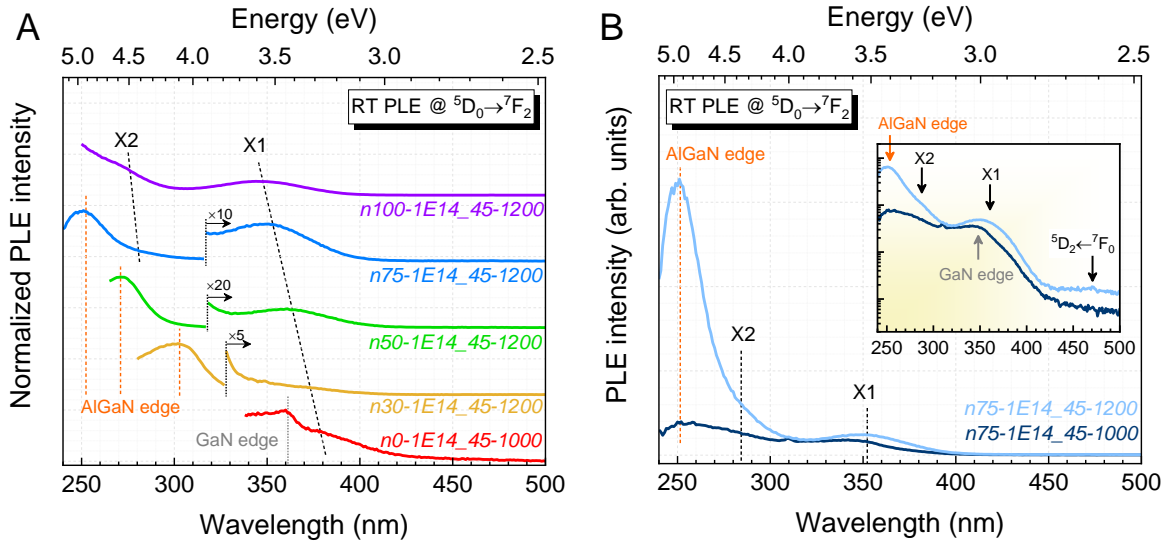 A
Energy (eV)
5.0 4.5 4.0 3.5 3.0 2.5
RT PLE @ ⁵D₀→⁷F₂
X2
X1
n100-1E14_45-1200
×10
n75-1E14_45-1200
×20
n50-1E14_45-1200
×5
n30-1E14_45-1200
AlGaN edge
GaN edge
n0-1E14_45-1000
Normalized PLE intensity
250 300 350 400 450 500
Wavelength (nm)
B
Energy (eV)
5.0 4.5 4.0 3.5 3.0 2.5
RT PLE @ ⁵D₀→⁷F₂
AlGaN edge
X2
X1
n75-1E14_45-1200
n75-1E14_45-1000
PLE intensity (arb. units)
250 300 350 400 450 500
Wavelength (nm)
AlGaN edge
X2
X1
⁵D₂←⁷F₀
GaN edge
250 300 350 400 450 500